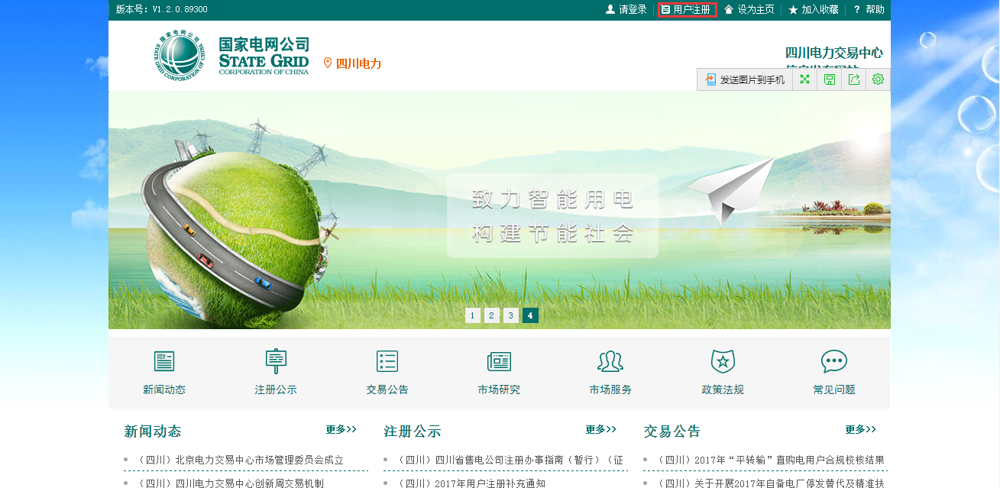 版本号：V1.2.0.89300
请登录 用户注册 设为主页 加入收藏 ? 帮助
国家电网公司
STATE GRID
CORPORATION OF CHINA
国家电网公司
STATE GRID CORPORATION OF CHINA
四川电力
四川电力交易中心
发送图片到手机
致力智能用电
构建节能社会
1 2 3 4
新闻动态 注册公示 交易公告 市场研究 市场服务 政策法规 常见问题
新闻动态 更多>>
（四川）北京电力交易中心市场管理委员会成立
（四川）四川电力交易中心创新周交易机制
注册公示 更多>>
（四川）四川省售电公司注册办事指南（暂行）（征
（四川）2017年用户注册补充通知
交易公告 更多>>
（四川）2017年“平转输”直购电用户合规校核结果
（四川）关于开展2017年自备电厂停发替代及精准扶